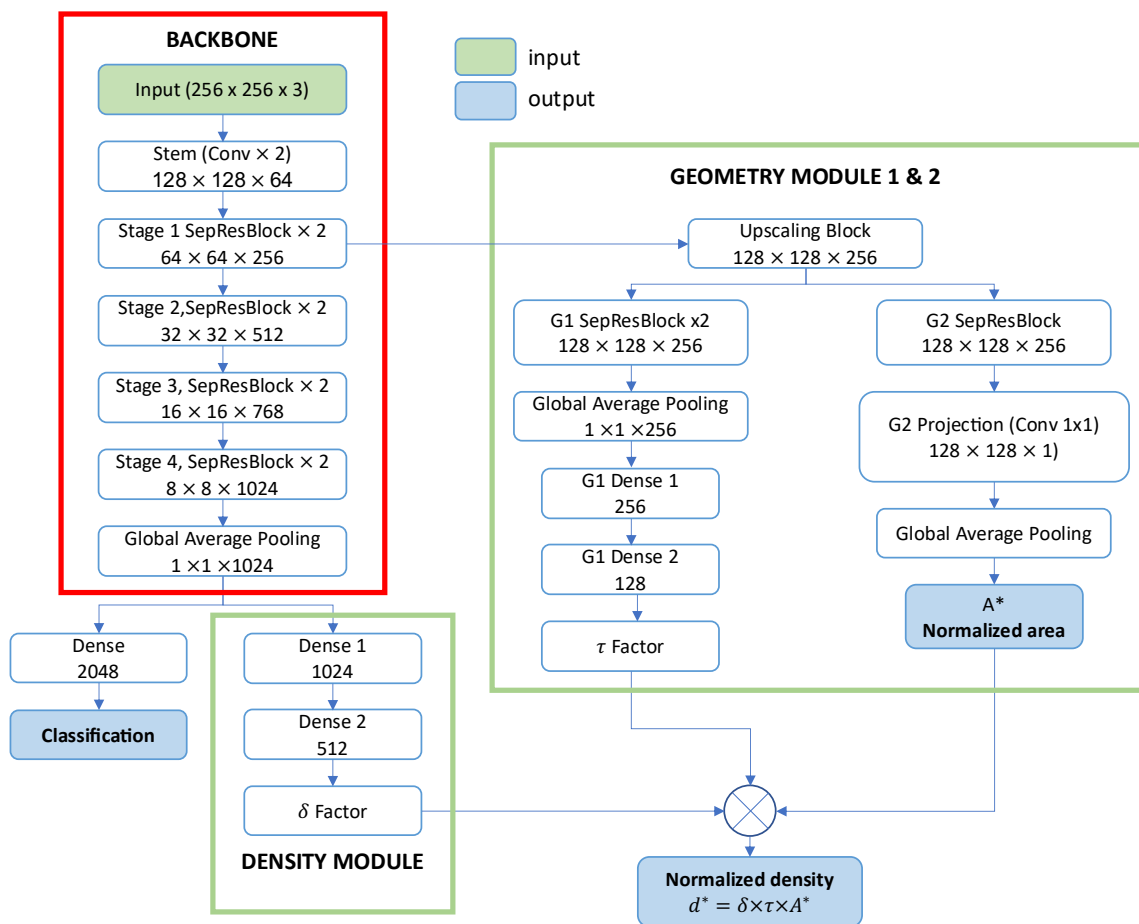 BACKBONE
Input (256 x 256 x 3)
Stem (Conv × 2)
128 × 128 × 64
Stage 1 SepResBlock × 2
64 × 64 × 256
Stage 2,SepResBlock × 2
32 × 32 × 512
Stage 3, SepResBlock × 2
16 × 16 × 768
Stage 4, SepResBlock × 2
8 × 8 × 1024
Global Average Pooling
1 ×1 ×1024
Dense
2048
Classification
Dense 1
1024
Dense 2
512
δ Factor
DENSITY MODULE
input
output
GEOMETRY MODULE 1 & 2
Upscaling Block
128 × 128 × 256
G1 SepResBlock x2
128 × 128 × 256
Global Average Pooling
1 ×1 ×256
G1 Dense 1
256
G1 Dense 2
128
τ Factor
G2 SepResBlock
128 × 128 × 256
G2 Projection (Conv 1x1)
128 × 128 × 1)
Global Average Pooling
A*
Normalized area
Normalized density
d* = δ×τ×A*